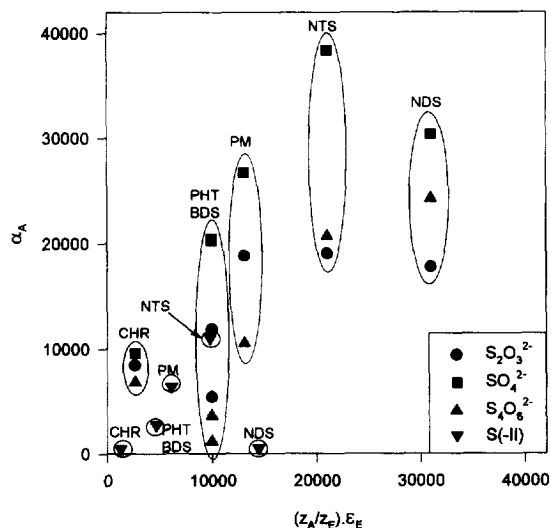 40000
30000
20000
10000
0
α_A
NTS
NDS
PM
PHT
BDS
NTS
CHR
PM
CHR
PHT
BDS
NDS
S₂O₃²⁻
SO₄²⁻
S₄O₆²⁻
S(-II)
0 10000 20000 30000 40000
(z_A/z_E).ε_E